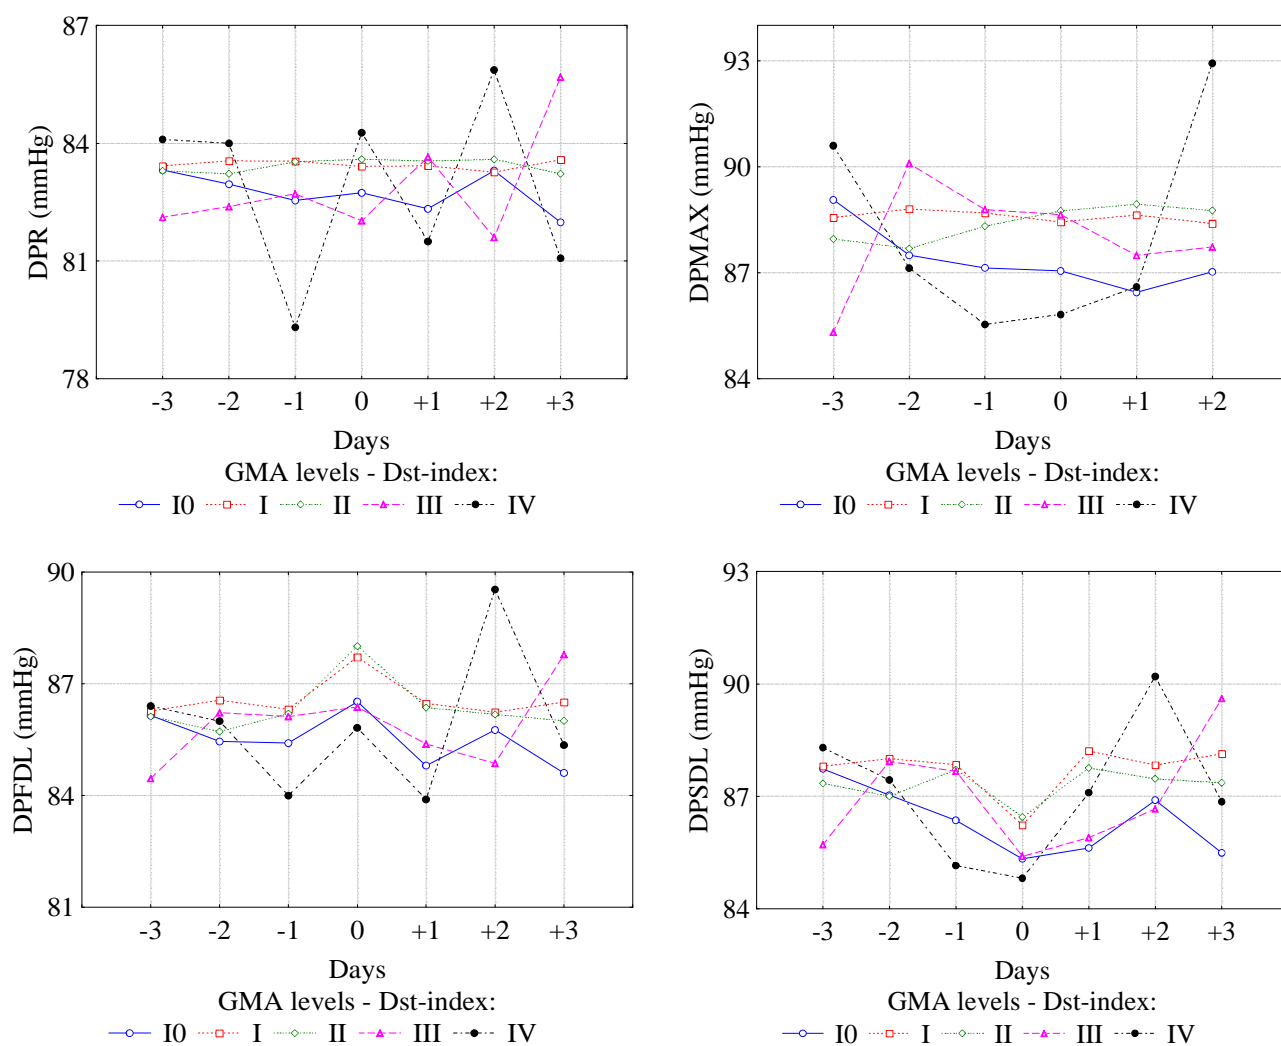 DPR (mmHg)
87
84
81
78
-3 -2 -1 0 +1 +2 +3
Days
GMA levels - Dst-index:
I0 I II III IV
DPMAX (mmHg)
93
90
87
84
-3 -2 -1 0 +1 +2
Days
GMA levels - Dst-index:
I0 I II III IV
DPFDL (mmHg)
90
87
84
81
-3 -2 -1 0 +1 +2 +3
Days
GMA levels - Dst-index:
I0 I II III IV
DPSDL (mmHg)
93
90
87
84
-3 -2 -1 0 +1 +2 +3
Days
GMA levels - Dst-index:
I0 I II III IV